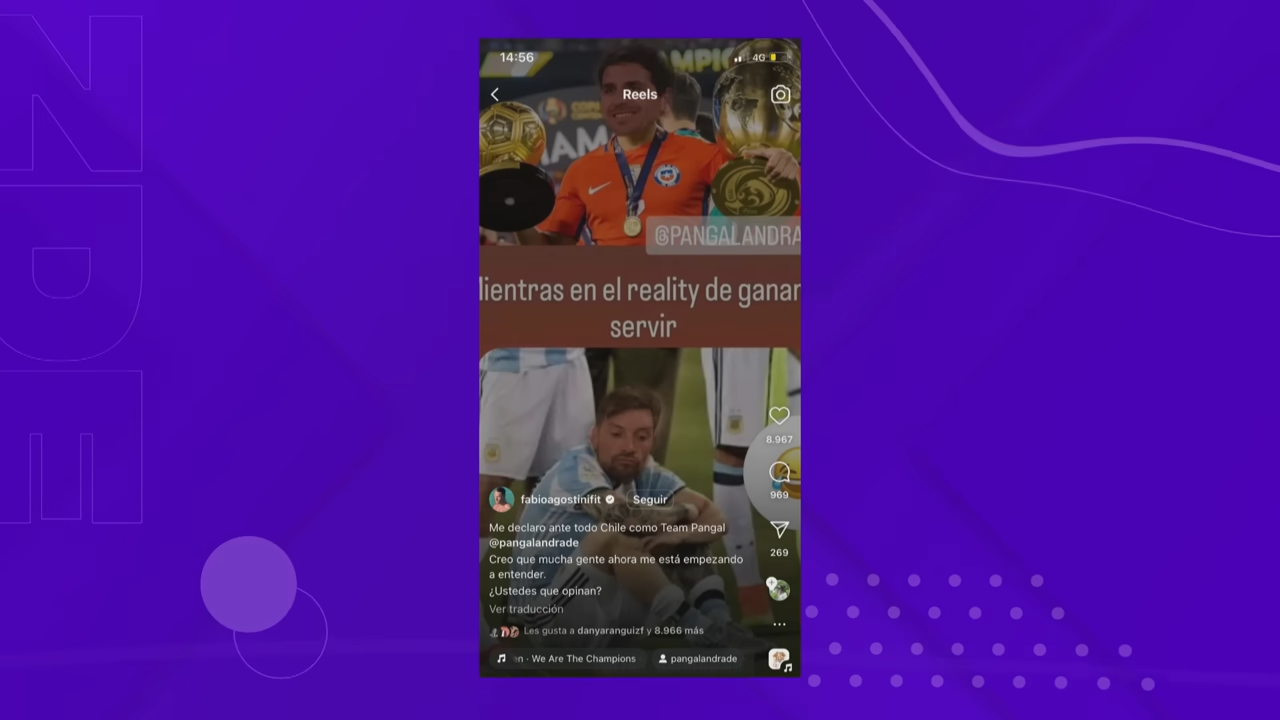 14:56
4G
Reels
@PANGALANDRA
lientras en el reality de ganar
servir
8.967
969
fabioagostinifit
Seguir
Me declaro ante todo Chile como Team Pangal
@pangalandrade
269
Creo que mucha gente ahora me está empezando
a entender.
¿Ustedes que opinan?
Ver traducción
Les gusta a danyaranguizf y 8.966 más
n · We Are The Champions
pangalandrade